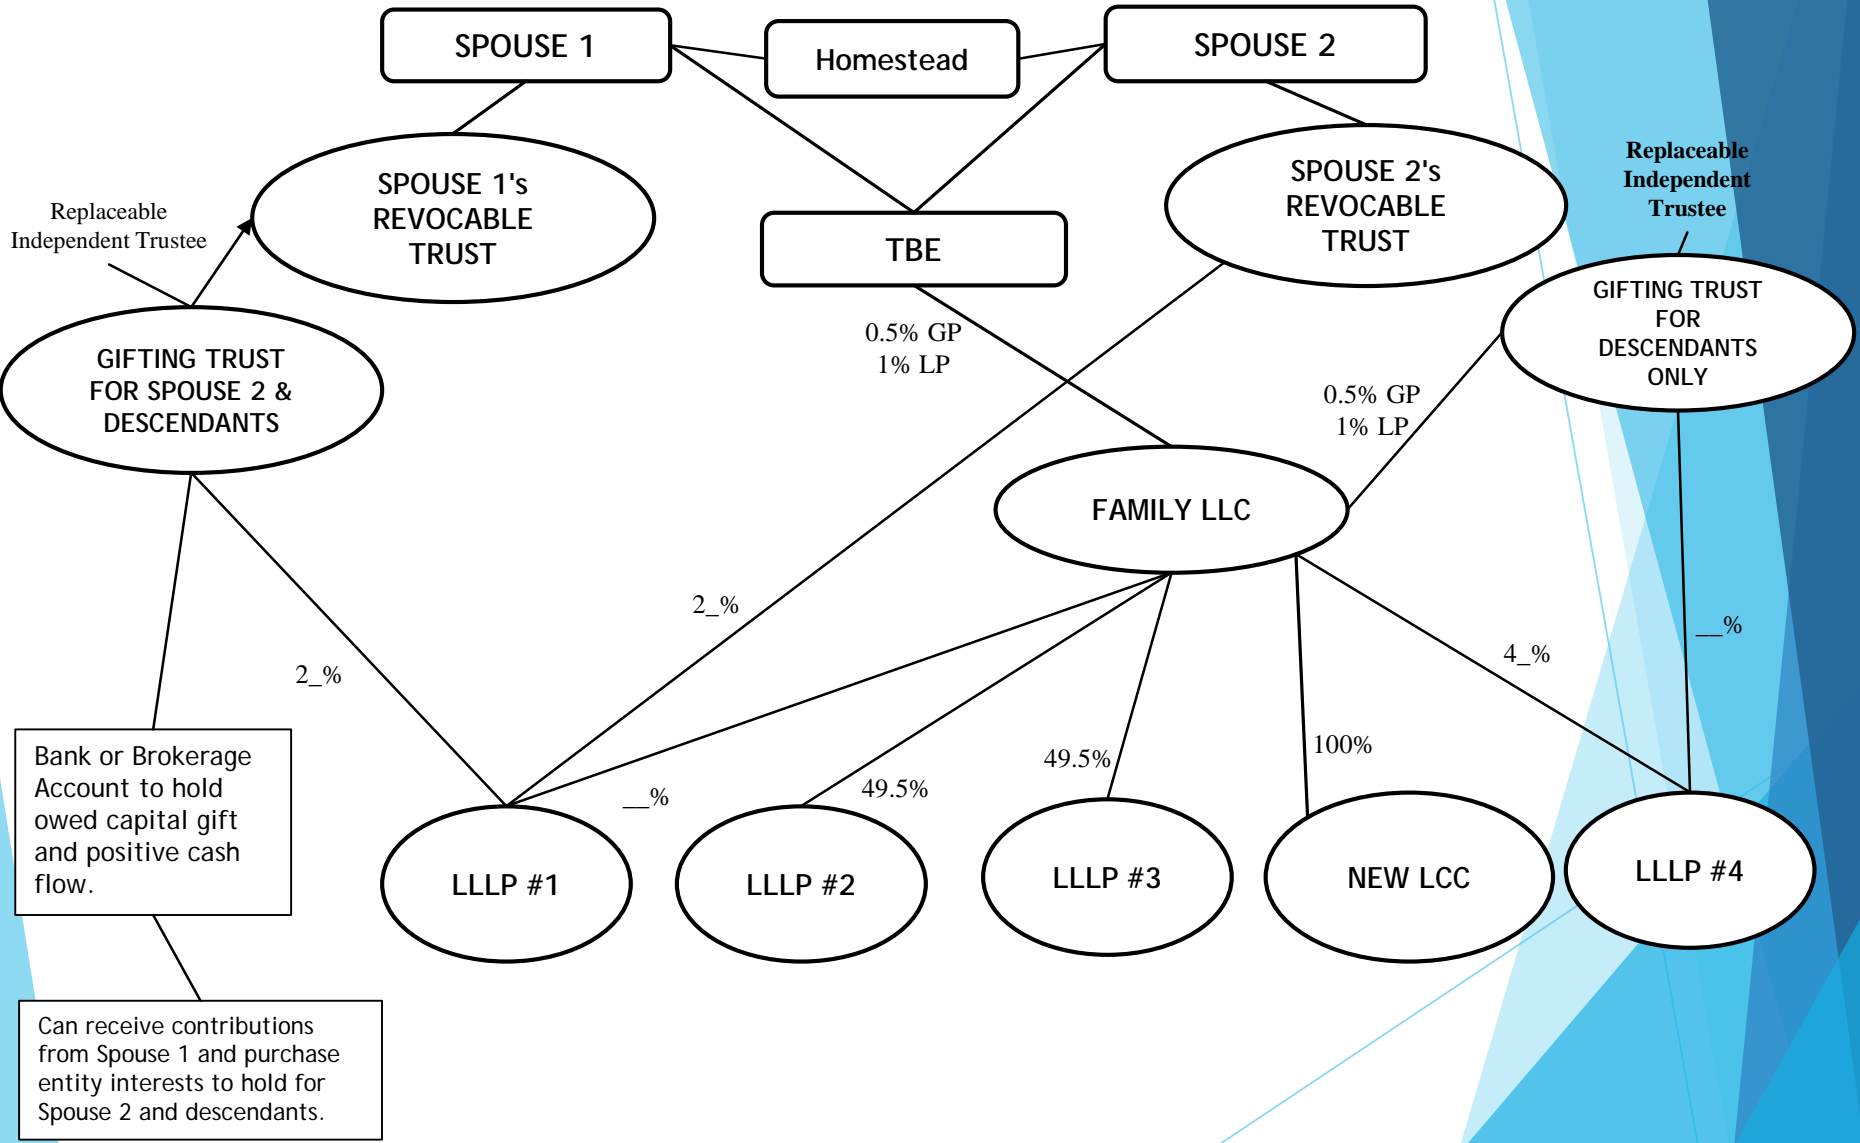 SPOUSE 1
Homestead
SPOUSE 2
SPOUSE 1's
REVOCABLE
TRUST
SPOUSE 2's
REVOCABLE
TRUST
Replaceable
Independent
Trustee
Replaceable
Independent Trustee
TBE
GIFTING TRUST
FOR
DESCENDANTS
ONLY
GIFTING TRUST
FOR SPOUSE 2 &
DESCENDANTS
0.5% GP
1% LP
0.5% GP
1% LP
FAMILY LLC
2_%
__%
4_%
2_%
Bank or Brokerage
Account to hold
owed capital gift
and positive cash
flow.
__%
49.5%
49.5%
100%
LLLP #1
LLLP #2
LLLP #3
NEW LCC
LLLP #4
Can receive contributions
from Spouse 1 and purchase
entity interests to hold for
Spouse 2 and descendants.